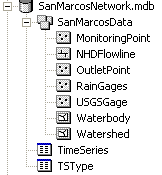 SanMarcosNetwork.mdb
SanMarcosData
MonitoringPoint
NHDFlowline
OutletPoint
RainGages
USGSGage
Waterbody
Watershed
TimeSeries
TSType